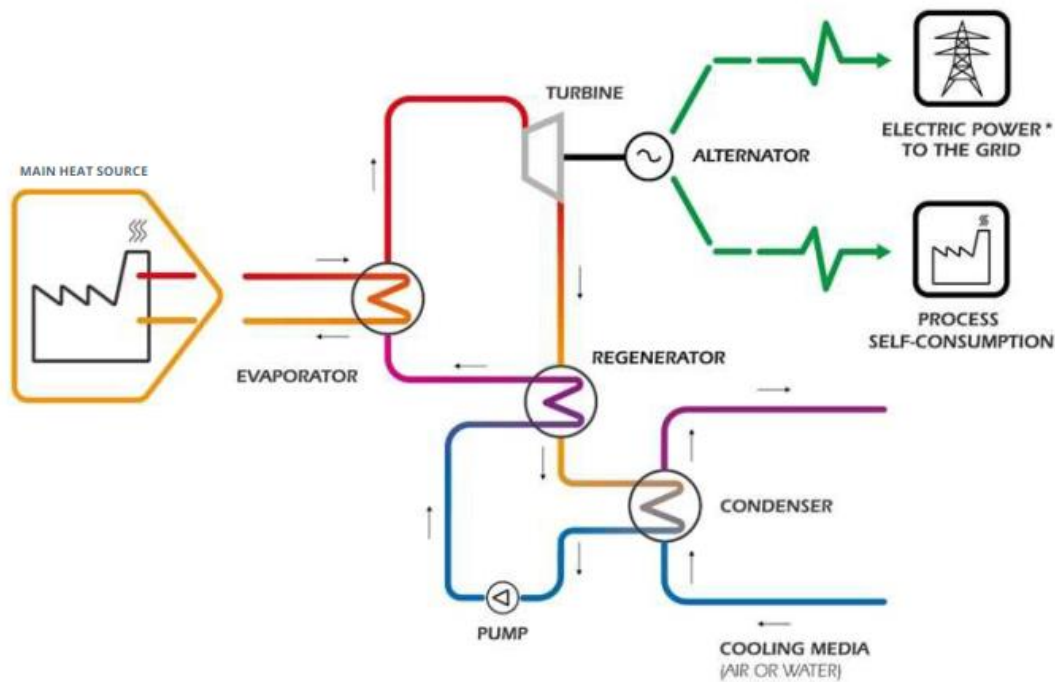 TURBINE
ELECTRIC POWER *
TO THE GRID
ALTERNATOR
MAIN HEAT SOURCE
PROCESS
SELF-CONSUMPTION
REGENERATOR
EVAPORATOR
CONDENSER
PUMP
COOLING MEDIA
(AIR OR WATER)